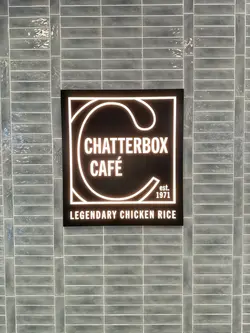 CHATTERBOX
CAFÉ
est.
1971
LEGENDARY CHICKEN RICE